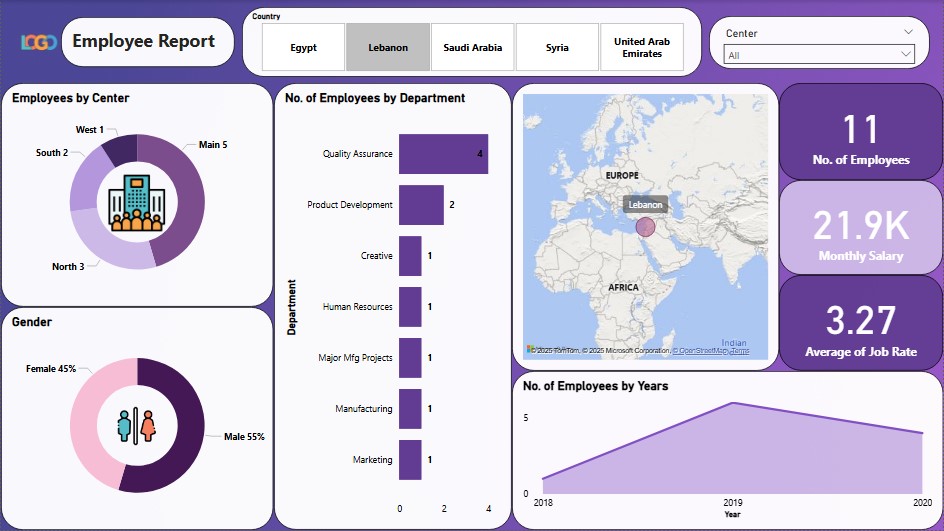 LOGO
Employee Report
Country
Egypt
Lebanon
Saudi Arabia
Syria
United Arab
Emirates
Center
All
Employees by Center
West 1
Main 5
South 2
North 3
Gender
Female 45%
Male 55%
No. of Employees by Department
Department
Quality Assurance
4
Product Development
2
Creative
1
Human Resources
1
Major Mfg Projects
1
Manufacturing
1
Marketing
1
0
2
4
EUROPE
Lebanon
AFRICA
Indian
© 2025 TomTom, © 2025 Microsoft Corporation, © OpenStreetMap, Terms
11
No. of Employees
21.9K
Monthly Salary
3.27
Average of Job Rate
No. of Employees by Years
5
0
2018
2019
2020
Year